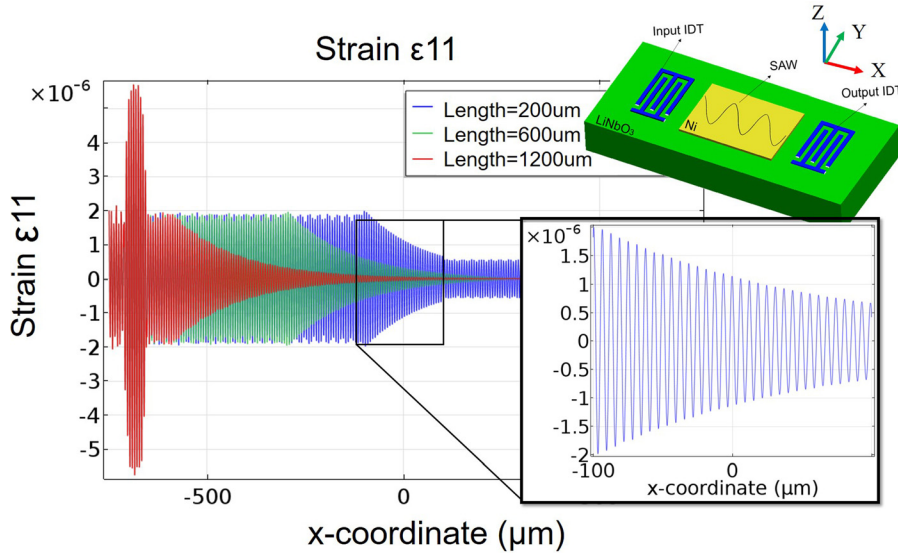 Strain ε11
×10⁻⁶
Length=200um
Length=600um
Length=1200um
4
3
2
1
0
-1
-2
-3
-4
-5
Strain ε11
-500
0
x-coordinate (μm)
Input IDT
SAW
Output IDT
LiNbO₃
Ni
Z
Y
X
×10⁻⁶
1.5
1
0.5
0
-0.5
-1
-1.5
-2
-100
0
x-coordinate (μm)